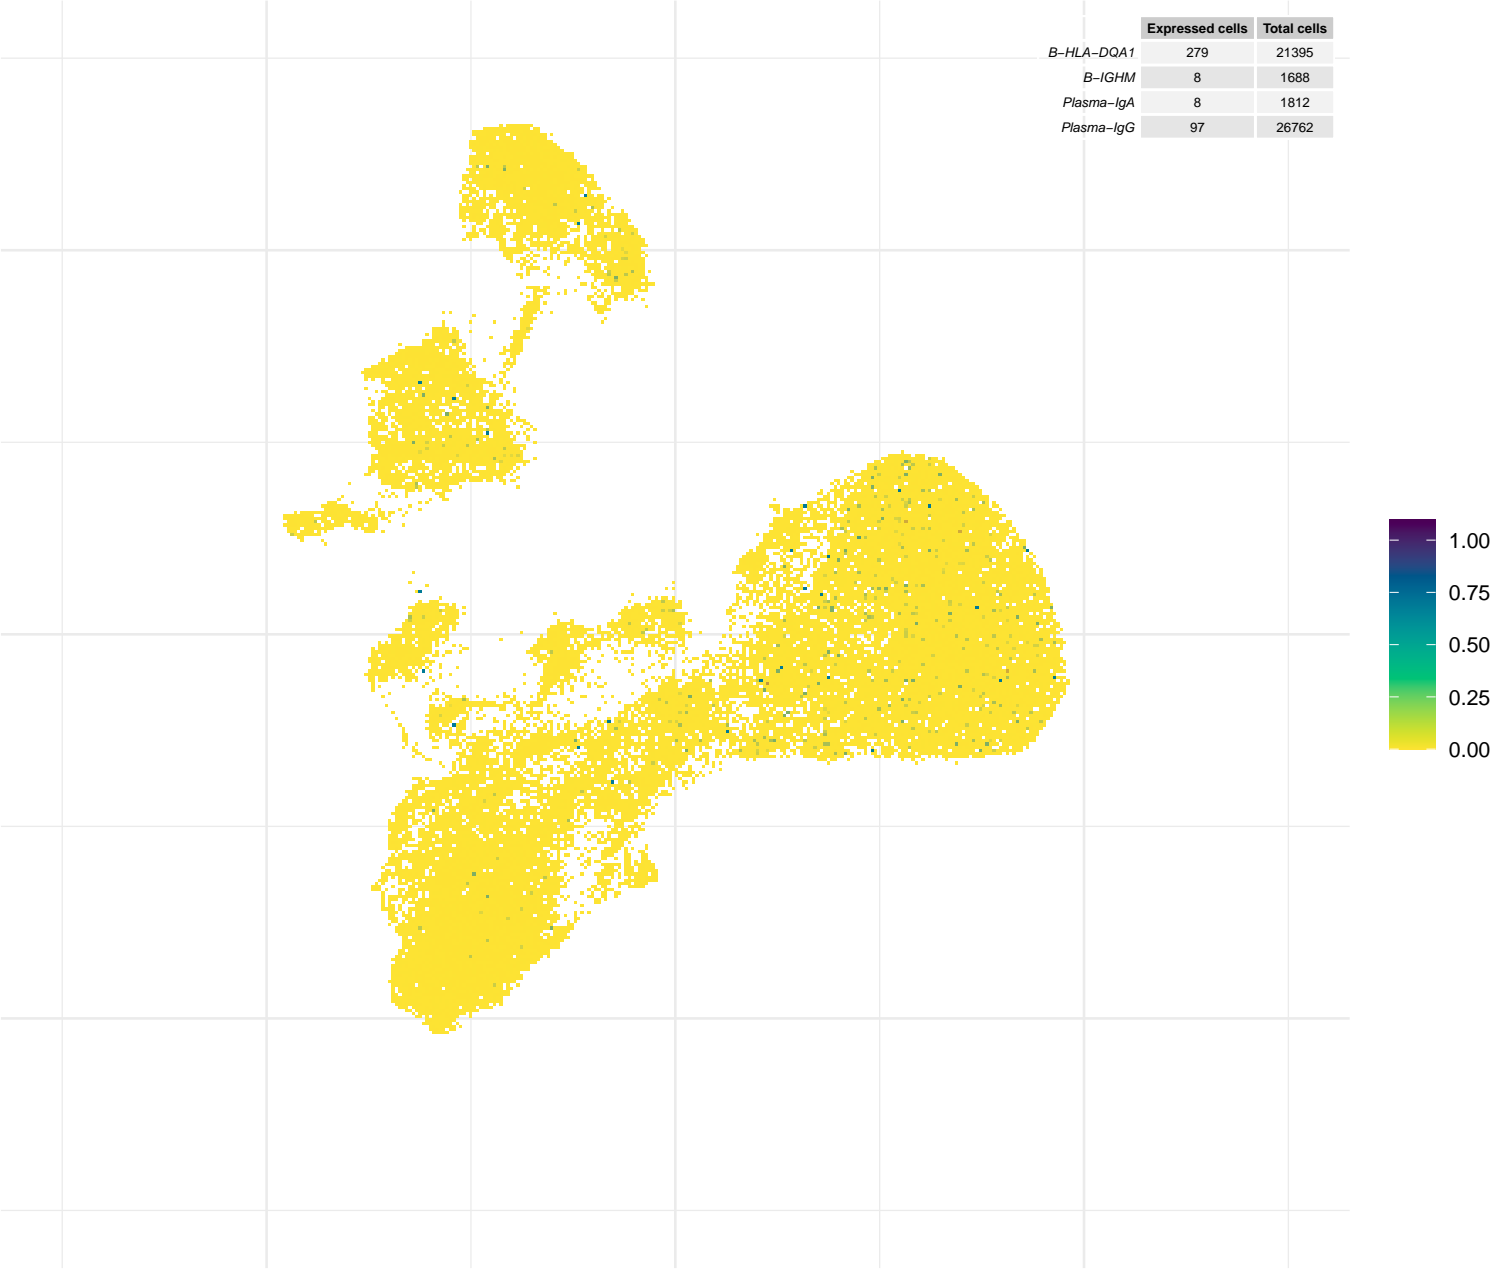 Expressed cells Total cells
B−HLA−DQA1 279 21395
B−IGHM 8 1688
Plasma−IgA 8 1812
Plasma−IgG 97 26762
1.00
0.75
0.50
0.25
0.00